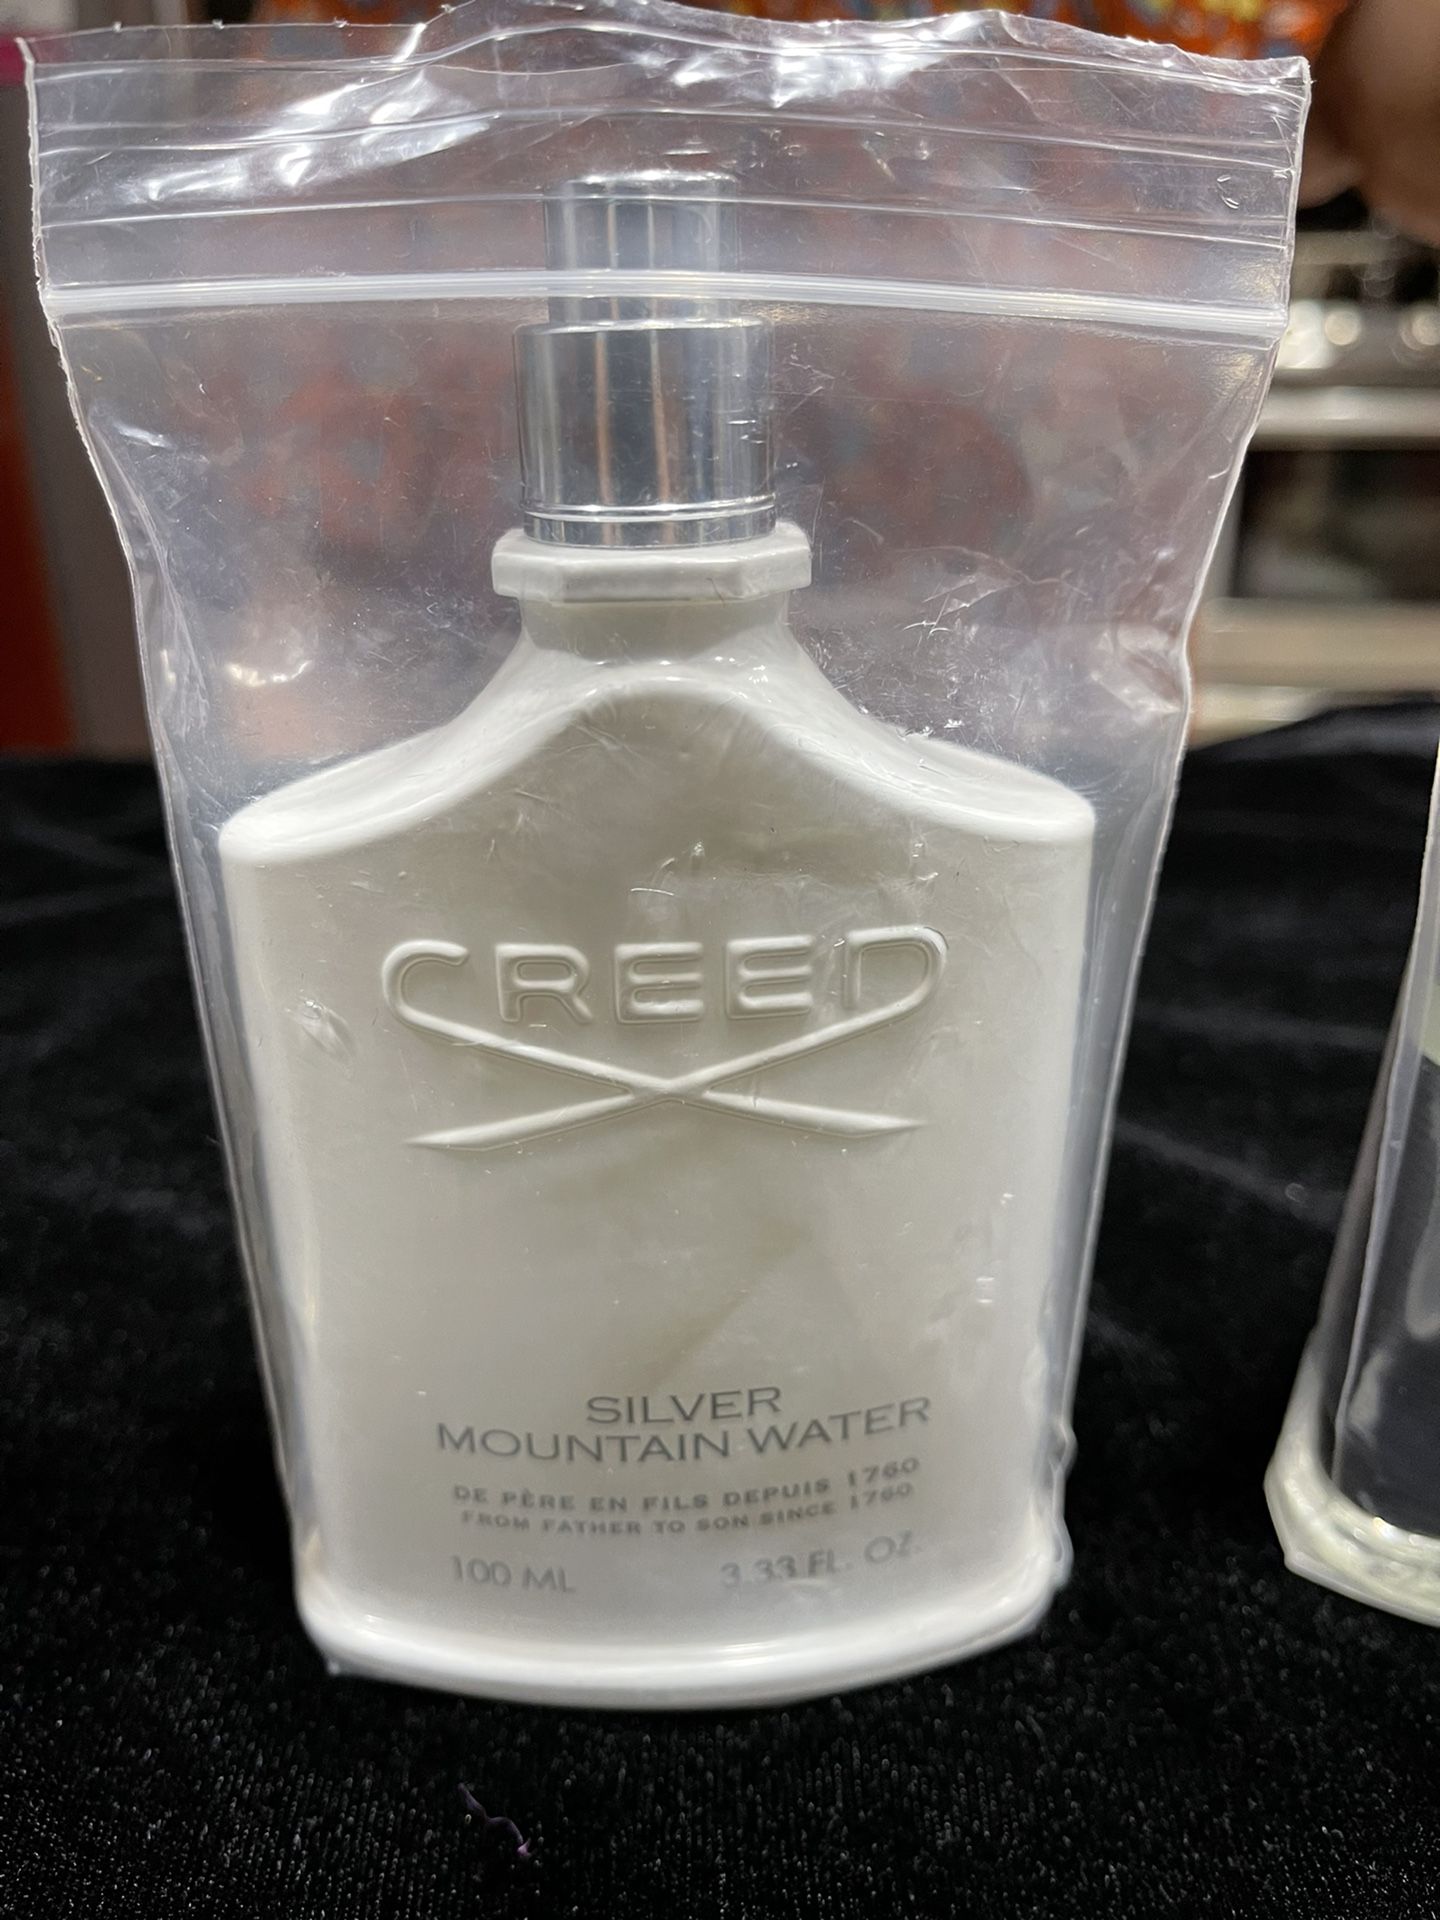 CREED
SILVER
MOUNTAIN WATER
DE PÈRE EN FILS DEPUIS 1760
FROM FATHER TO SON SINCE 1760
100 ML 3.33 FL. OZ.